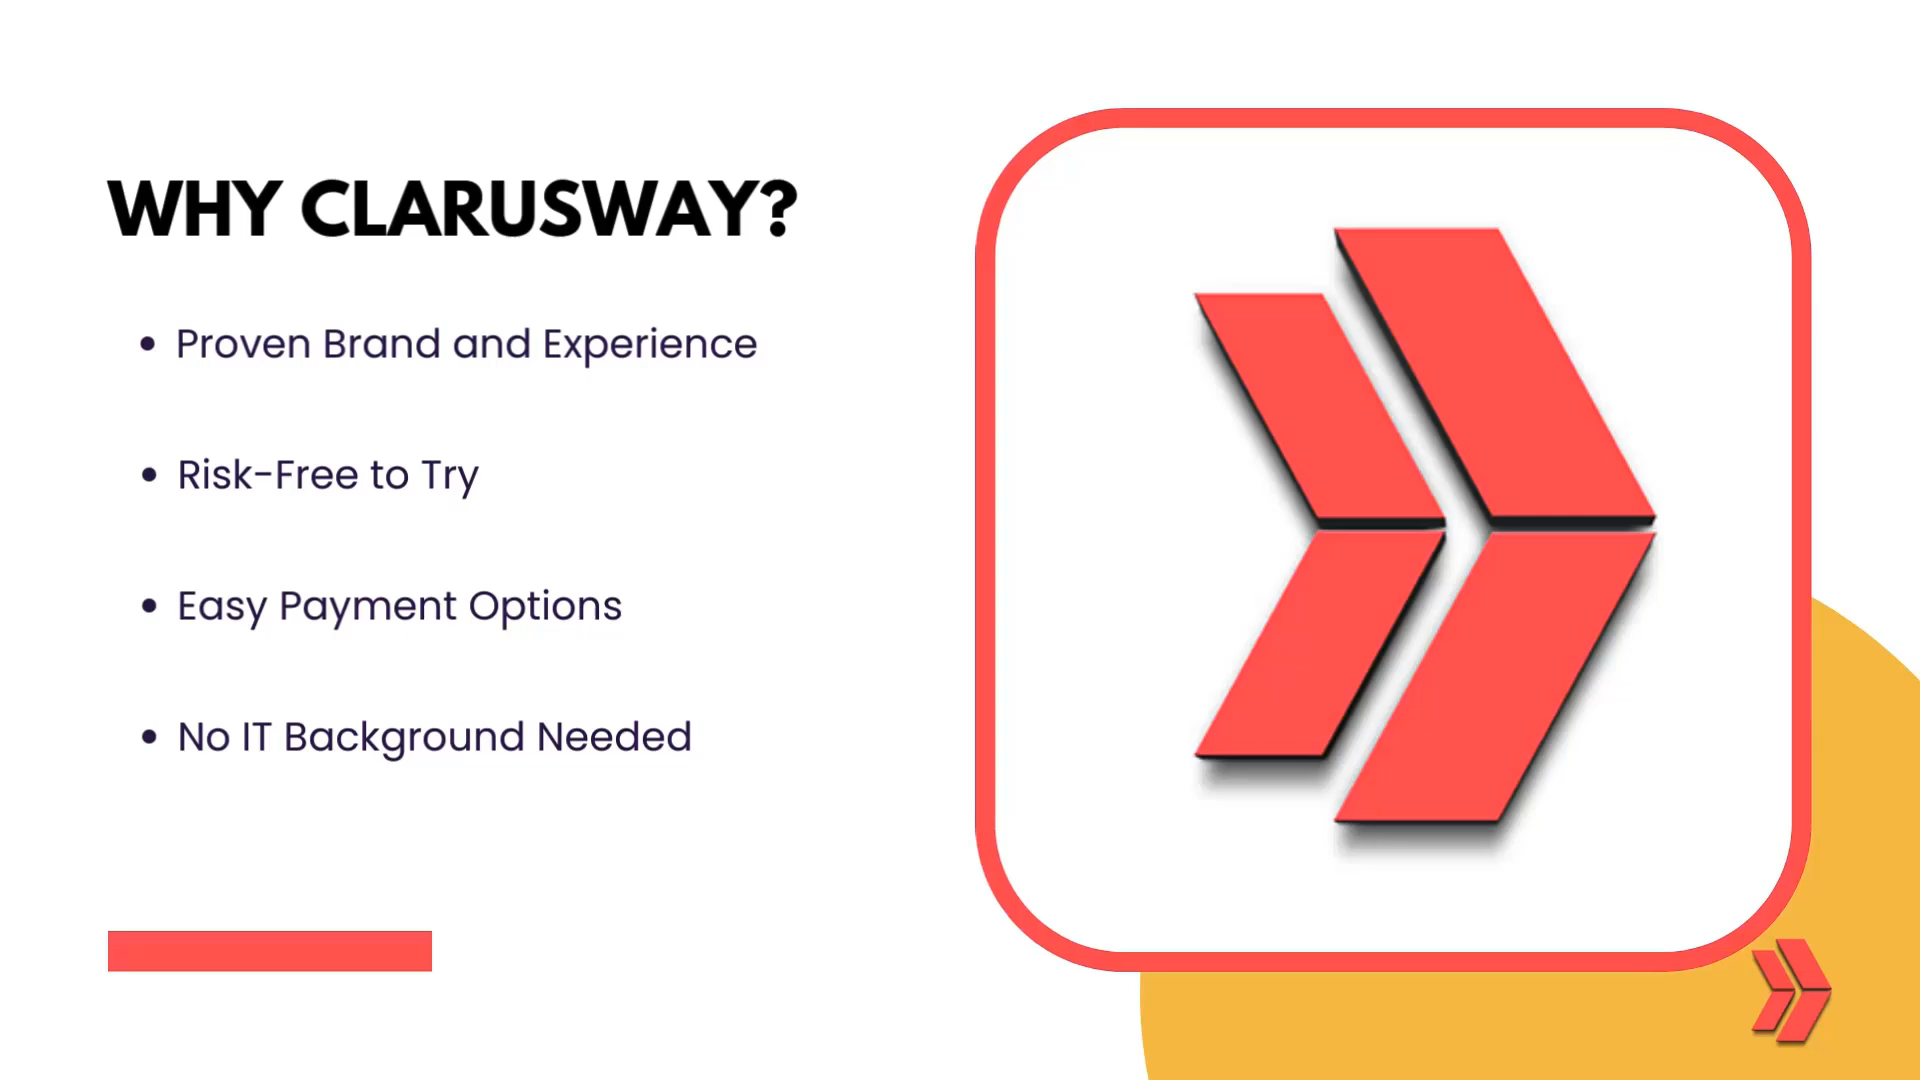 WHY CLARUSWAY?
• Proven Brand and Experience
• Risk-Free to Try
• Easy Payment Options
• No IT Background Needed